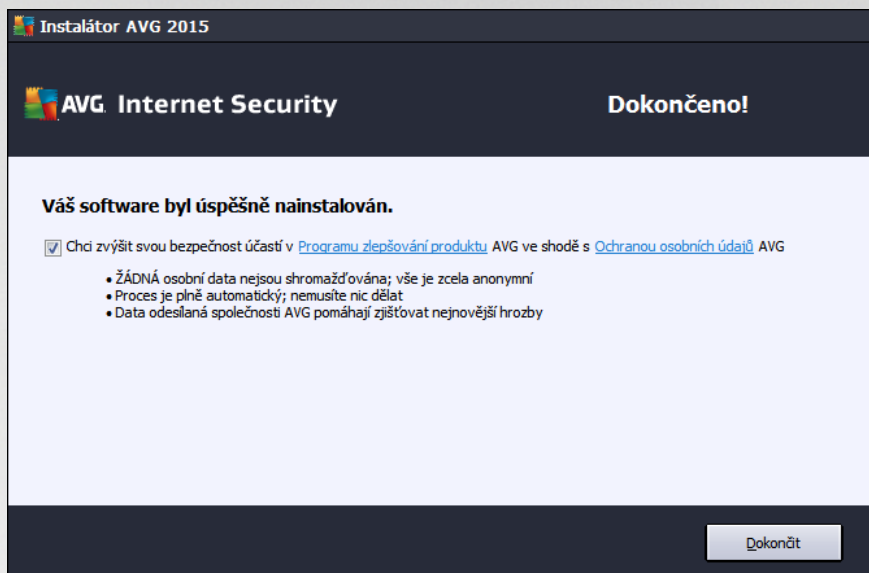 Instalátor AVG 2015
AVG. Internet Security
Dokončeno!
Váš software byl úspěšně nainstalován.
Chci zvýšit svou bezpečnost účastí v Programu zlepšování produktu AVG ve shodě s Ochranou osobních údajů AVG
• ŽÁDNÁ osobní data nejsou shromažďována; vše je zcela anonymní
• Proces je plně automatický; nemusíte nic dělat
• Data odesílaná společnosti AVG pomáhají zjišťovat nejnovější hrozby
Dokončit